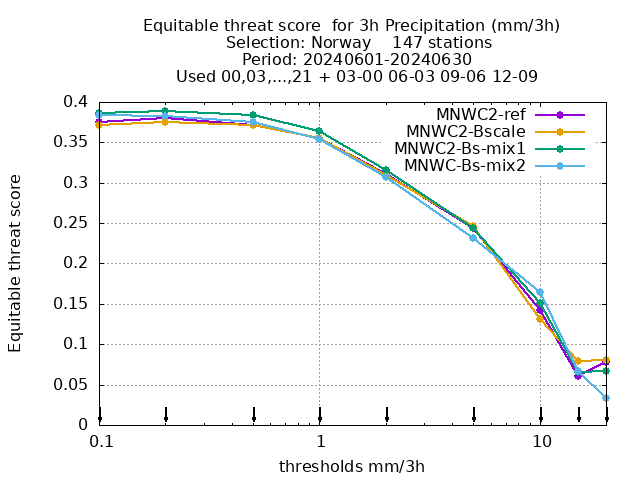 Equitable threat score  for 3h Precipitation (mm/3h)
Selection: Norway    147 stations
Period: 20240601-20240630
Used 00,03,...,21 + 03-00 06-03 09-06 12-09
MNWC2-ref
MNWC2-Bscale
MNWC2-Bs-mix1
MNWC-Bs-mix2
Equitable threat score
0.4
0.35
0.3
0.25
0.2
0.15
0.1
0.05
0
0.1
1
10
thresholds mm/3h